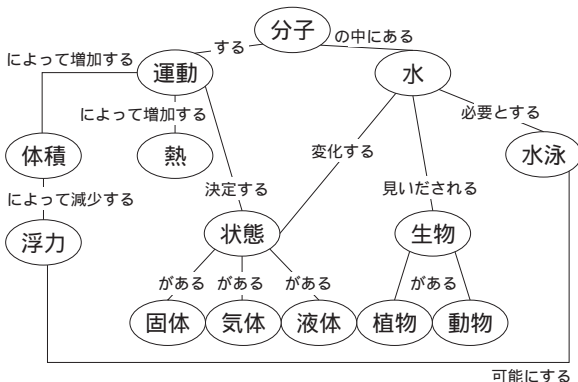 分子
する
の中にある
によって増加する
運動
水
によって増加する
必要とする
体積
熱
変化する
水泳
によって減少する
決定する
見いだされる
浮力
状態
生物
がある
がある
がある
がある
固体
気体
液体
植物
動物
可能にする